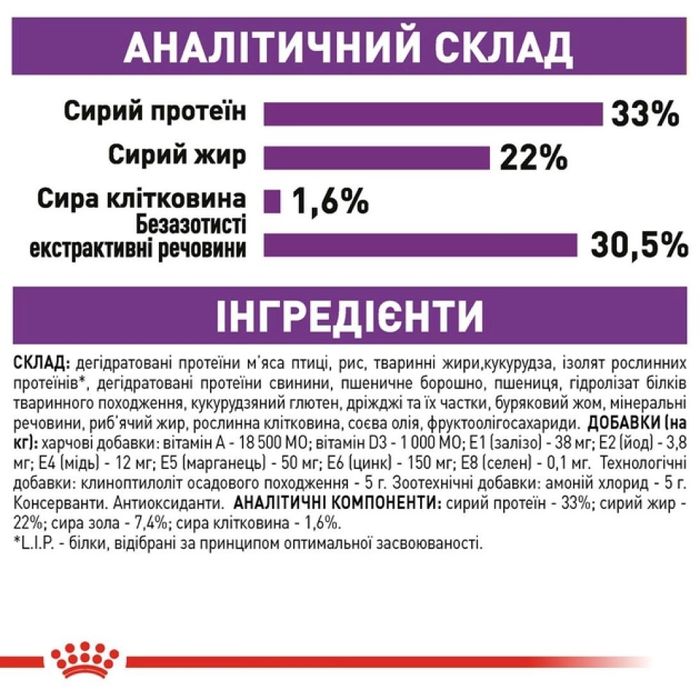 АНАЛІТИЧНИЙ СКЛАД
Сирий протеїн 33%
Сирий жир 22%
Сира клітковина 1,6%
Безазотисті
екстрактивні речовини 30,5%
ІНГРЕДІЄНТИ
СКЛАД: дегідратовані протеїни м’яса птиці, рис, тваринні жири,кукурудза, ізолят рослинних
протеїнів*, дегідратовані протеїни свинини, пшеничне борошно, пшениця, гідролізат білків
тваринного походження, кукурудзяний глютен, дріжджі та їх частки, буряковий жом, мінеральні
речовини, риб’ячий жир, рослинна клітковина, соєва олія, фруктоолігосахариди. ДОБАВКИ (на
кг): харчові добавки: вітамін А - 18 500 МО; вітамін D3 - 1 000 МО; Е1 (залізо) - 38 мг; Е2 (йод) - 3,8
мг; Е4 (мідь) - 12 мг; Е5 (марганець) - 50 мг; Е6 (цинк) - 150 мг; Е8 (селен) - 0,1 мг. Технологічні
добавки: клиноптилоліт осадового походження - 5 г. Зоотехнічні добавки: амоній хлорид - 5 г.
Консерванти. Антиоксиданти. АНАЛІТИЧНІ КОМПОНЕНТИ: сирий протеїн - 33%; сирий жир -
22%; сира зола - 7,4%; сира клітковина - 1,6%.
*L.I.P. - білки, відібрані за принципом оптимальної засвоюваності.